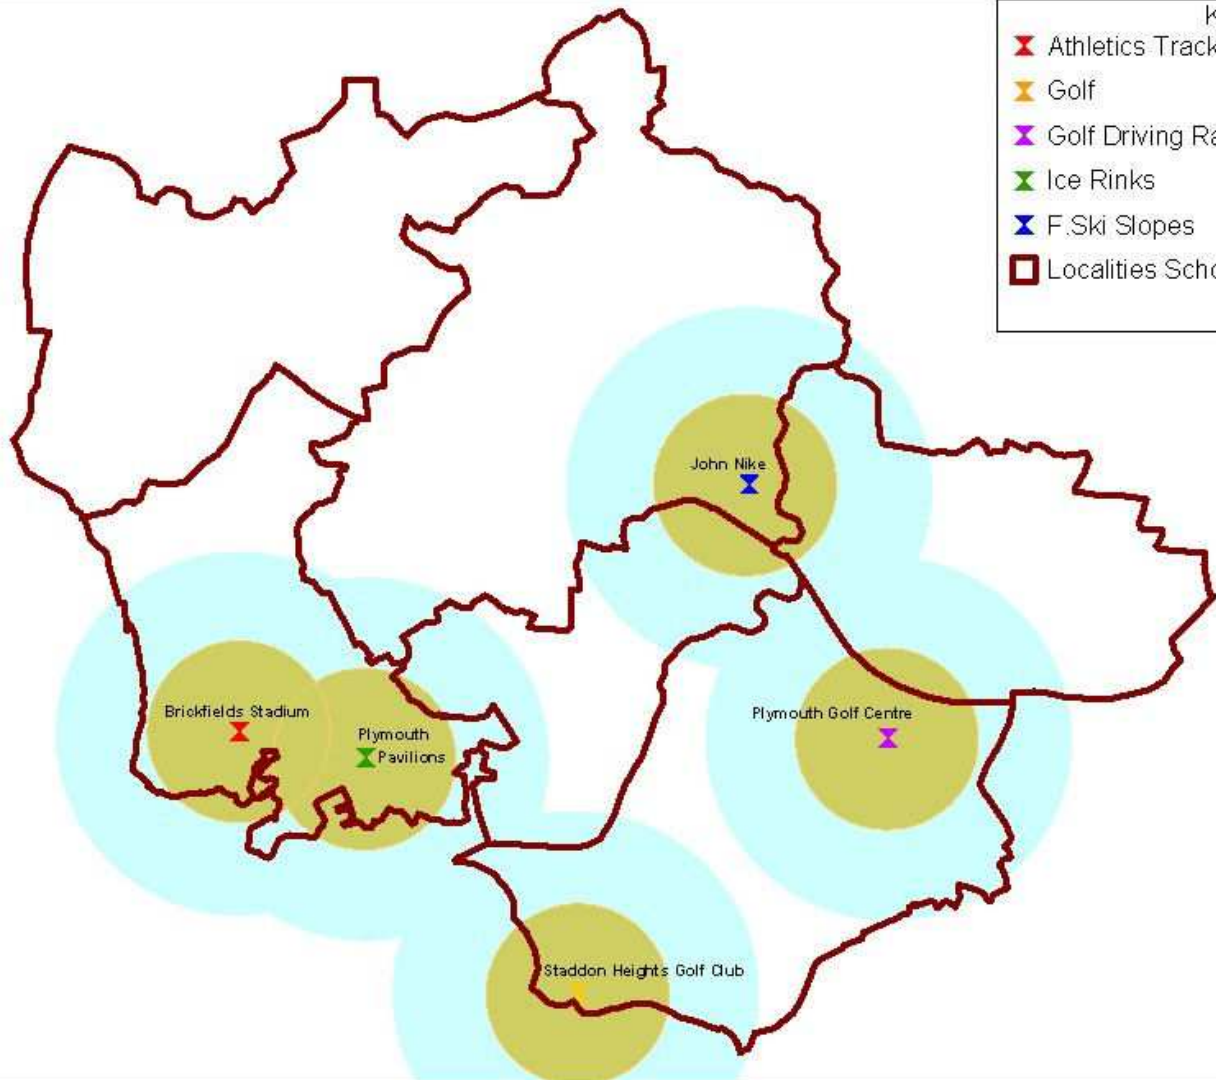 Athletics Track
Golf
Golf Driving Ra
Ice Rinks
F.Ski Slopes
Localities Scho
John Nike
Brickfields Stadium
Plymouth
Pavilions
Plymouth Golf Centre
Staddon Heights Golf Club